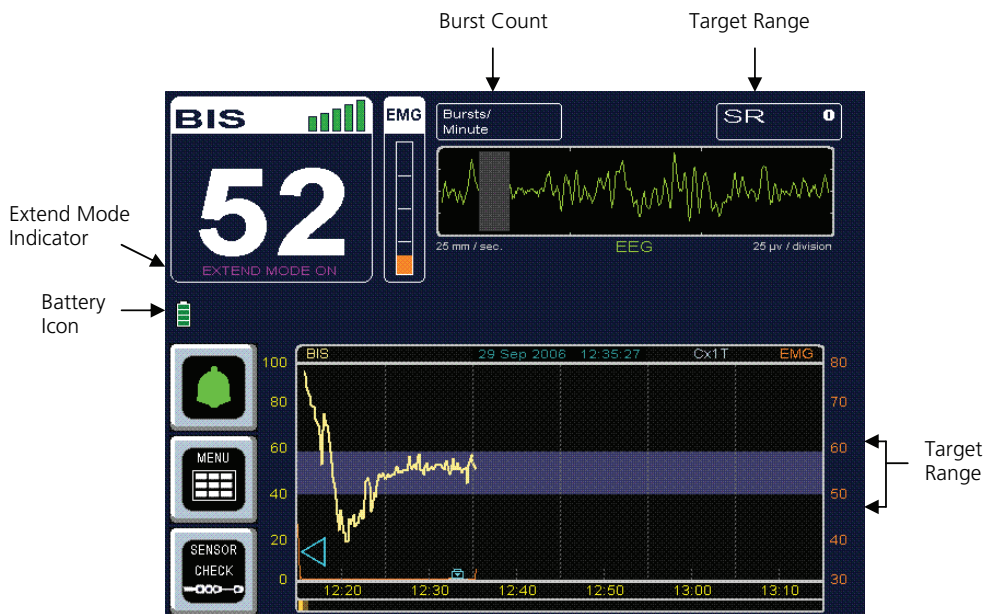 Burst Count
Target Range
BIS
EMG
Bursts/
Minute
SR 0
52
EXTEND MODE ON
25 mm / sec.
EEG
25 µv / division
Extend Mode
Indicator
Battery
Icon
BIS 29 Sep 2006 12:35:27 Cx1T EMG
100
80
60
40
20
0
80
70
60
50
40
30
MENU
SENSOR
CHECK
Target
Range
12:20 12:30 12:40 12:50 13:00 13:10